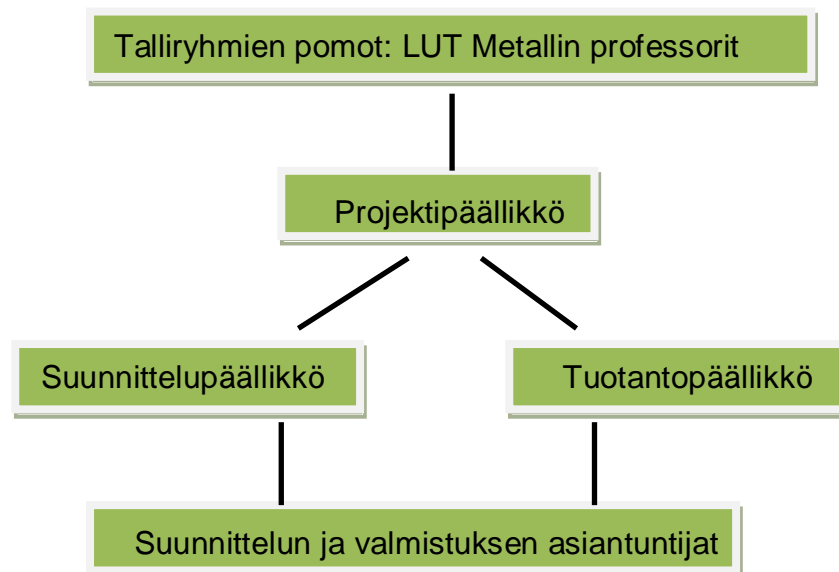 Talliryhmien pomot: LUT Metallin professorit
Projektipäällikkö
Suunnittelupäällikkö
Tuotantopäällikkö
Suunnittelun ja valmistuksen asiantuntijat